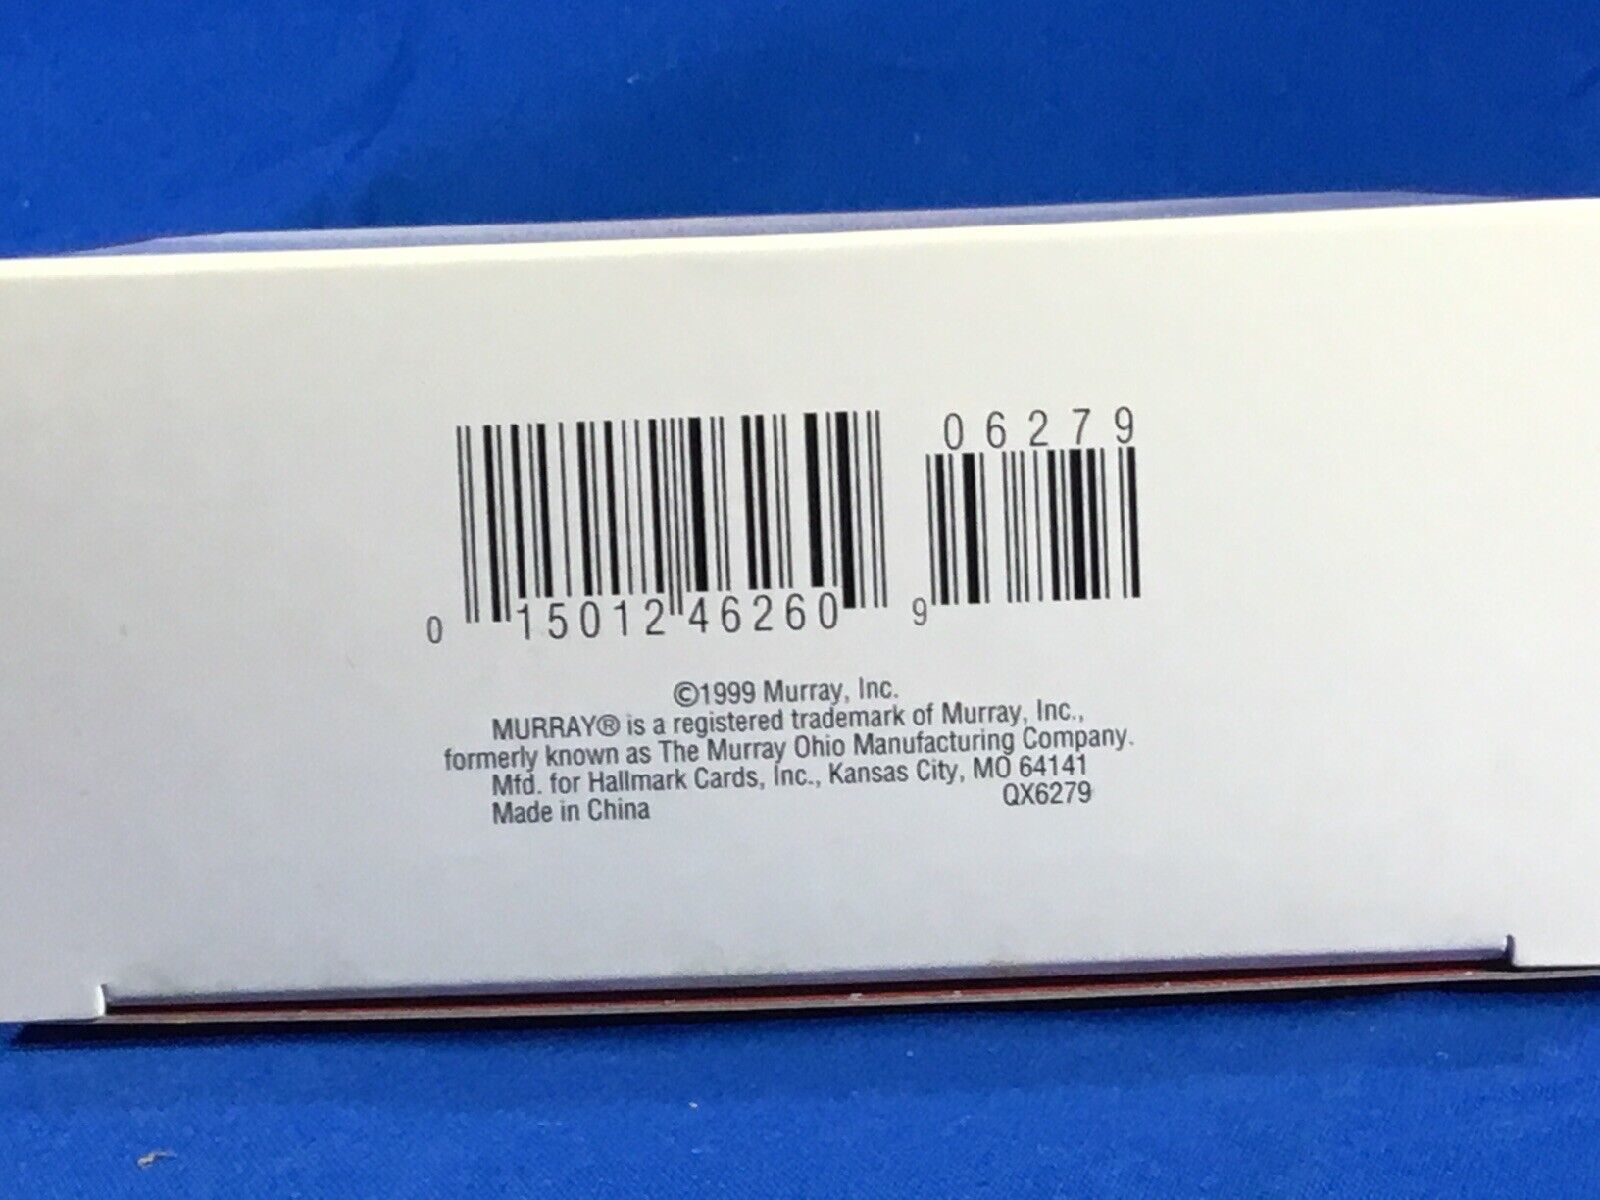 06279
0 15012 46260 9
©1999 Murray, Inc.
MURRAY® is a registered trademark of Murray, Inc.,
formerly known as The Murray Ohio Manufacturing Company.
Mfd. for Hallmark Cards, Inc., Kansas City, MO 64141
Made in China QX6279